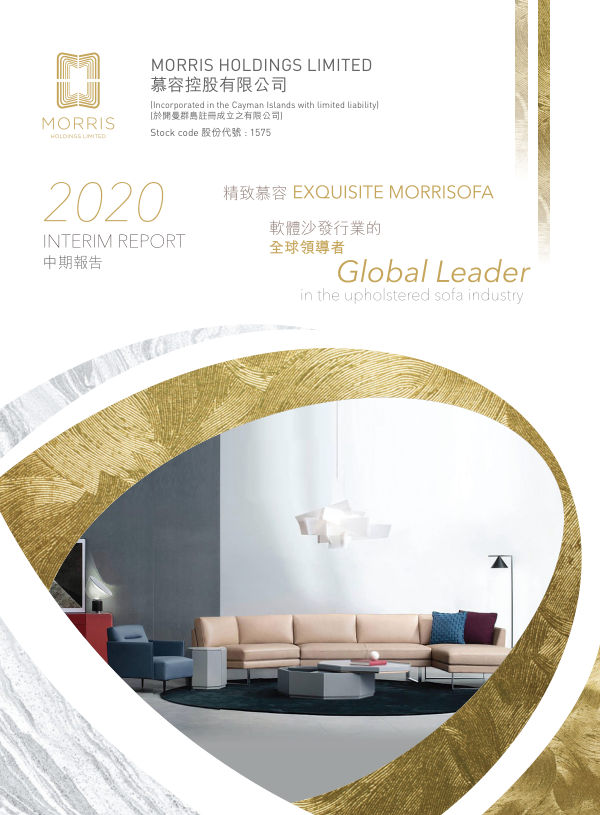 MORRIS
HOLDINGS LIMITED
MORRIS HOLDINGS LIMITED
慕容控股有限公司
(Incorporated in the Cayman Islands with limited liability)
(於開曼群島註冊成立之有限公司)
Stock code 股份代號 : 1575
2020
INTERIM REPORT
中期報告
精致慕容 EXQUISITE MORRISOFA
軟體沙發行業的
全球領導者
Global Leader
in the upholstered sofa industry